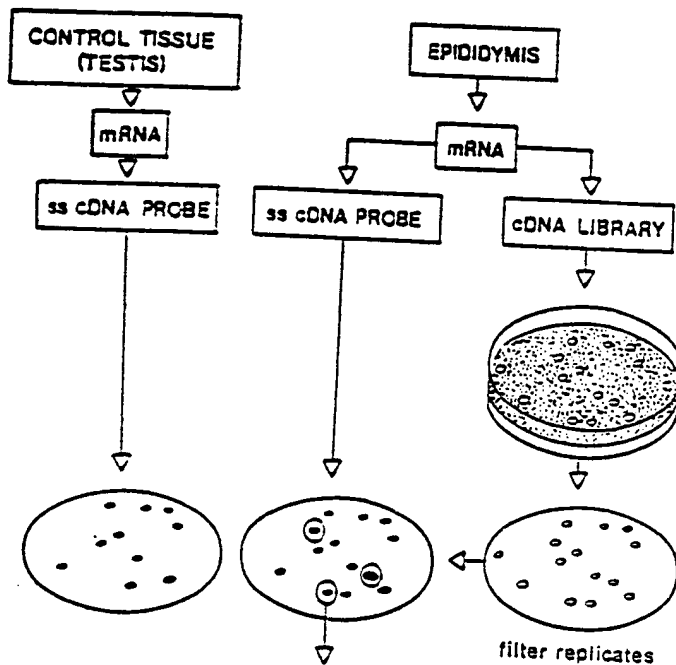 CONTROL TISSUE
(TESTIS)
mRNA
ss cDNA PROBE
EPIDIDYMIS
mRNA
ss cDNA PROBE
cDNA LIBRARY
filter replicates